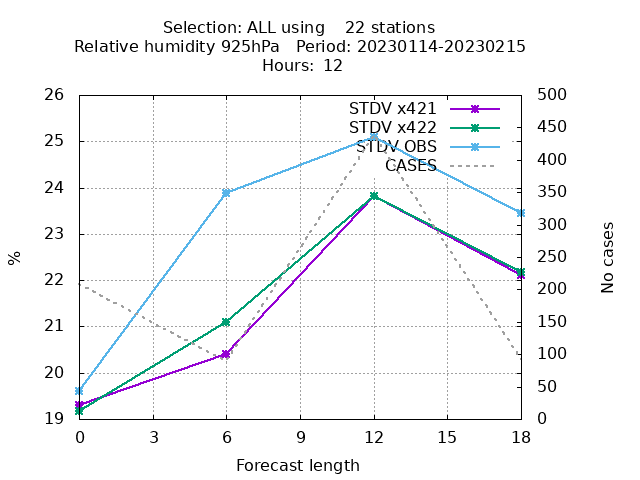 Selection: ALL using    22 stations
Relative humidity 925hPa   Period: 20230114-20230215
Hours: 12
STDV x421
STDV x422
STDV OBS
CASES
26
25
24
23
22
21
20
19
%
500
450
400
350
300
250
200
150
100
50
0
No cases
0 3 6 9 12 15 18
Forecast length